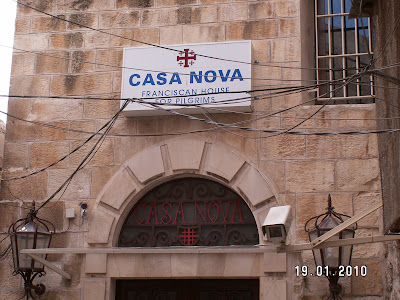 CASA NOVA
FRANCISCAN HOUSE
FOR PILGRIMS
CASA NOVA
19.01.2010